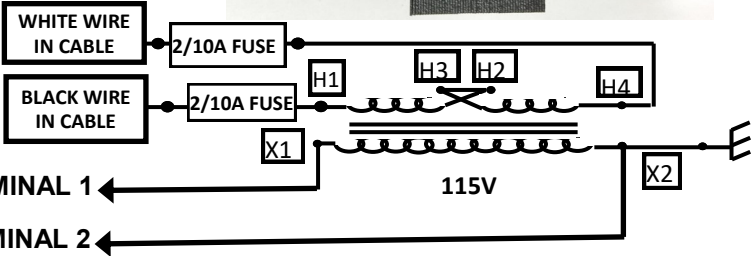 WHITE WIRE
IN CABLE
2/10A FUSE
BLACK WIRE
IN CABLE
2/10A FUSE
H1
H3
H2
H4
X1
115V
X2
MINAL 1
MINAL 2